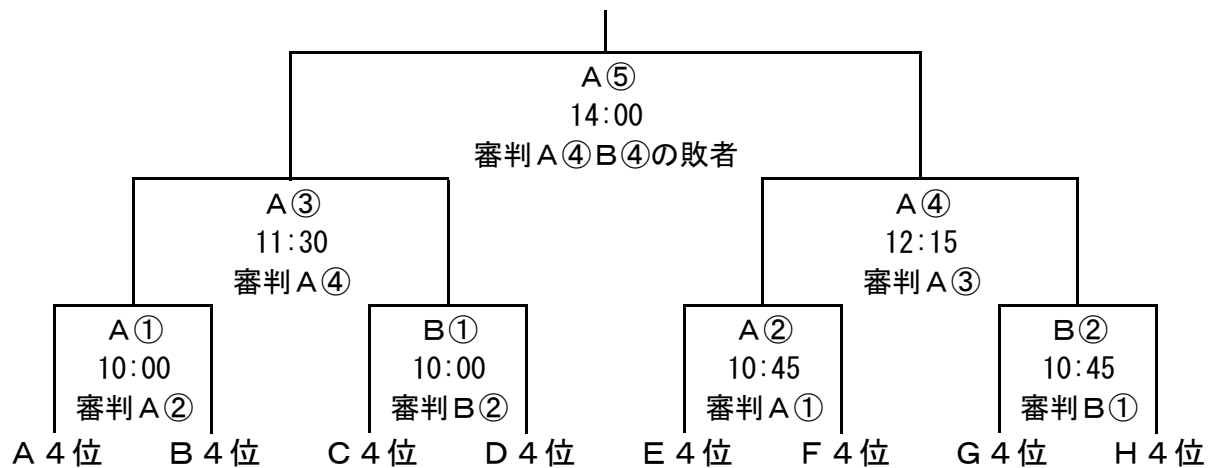 A⑤
14:00
審判A④B④の敗者
A③
11:30
審判A④
A④
12:15
審判A③
A①
10:00
審判A②
B①
10:00
審判B②
A②
10:45
審判A①
B②
10:45
審判B①
A4位
B4位
C4位
D4位
E4位
F4位
G4位
H4位